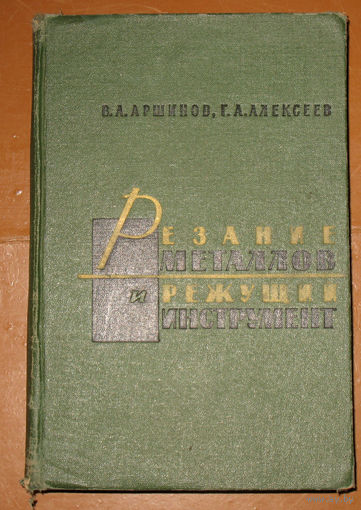 В.А.АРШИНОВ, Г.А.АЛЕКСЕЕВ
РЕЗАНИЕ
МЕТАЛЛОВ
и РЕЖУЩИЙ
ИНСТРУМЕНТ